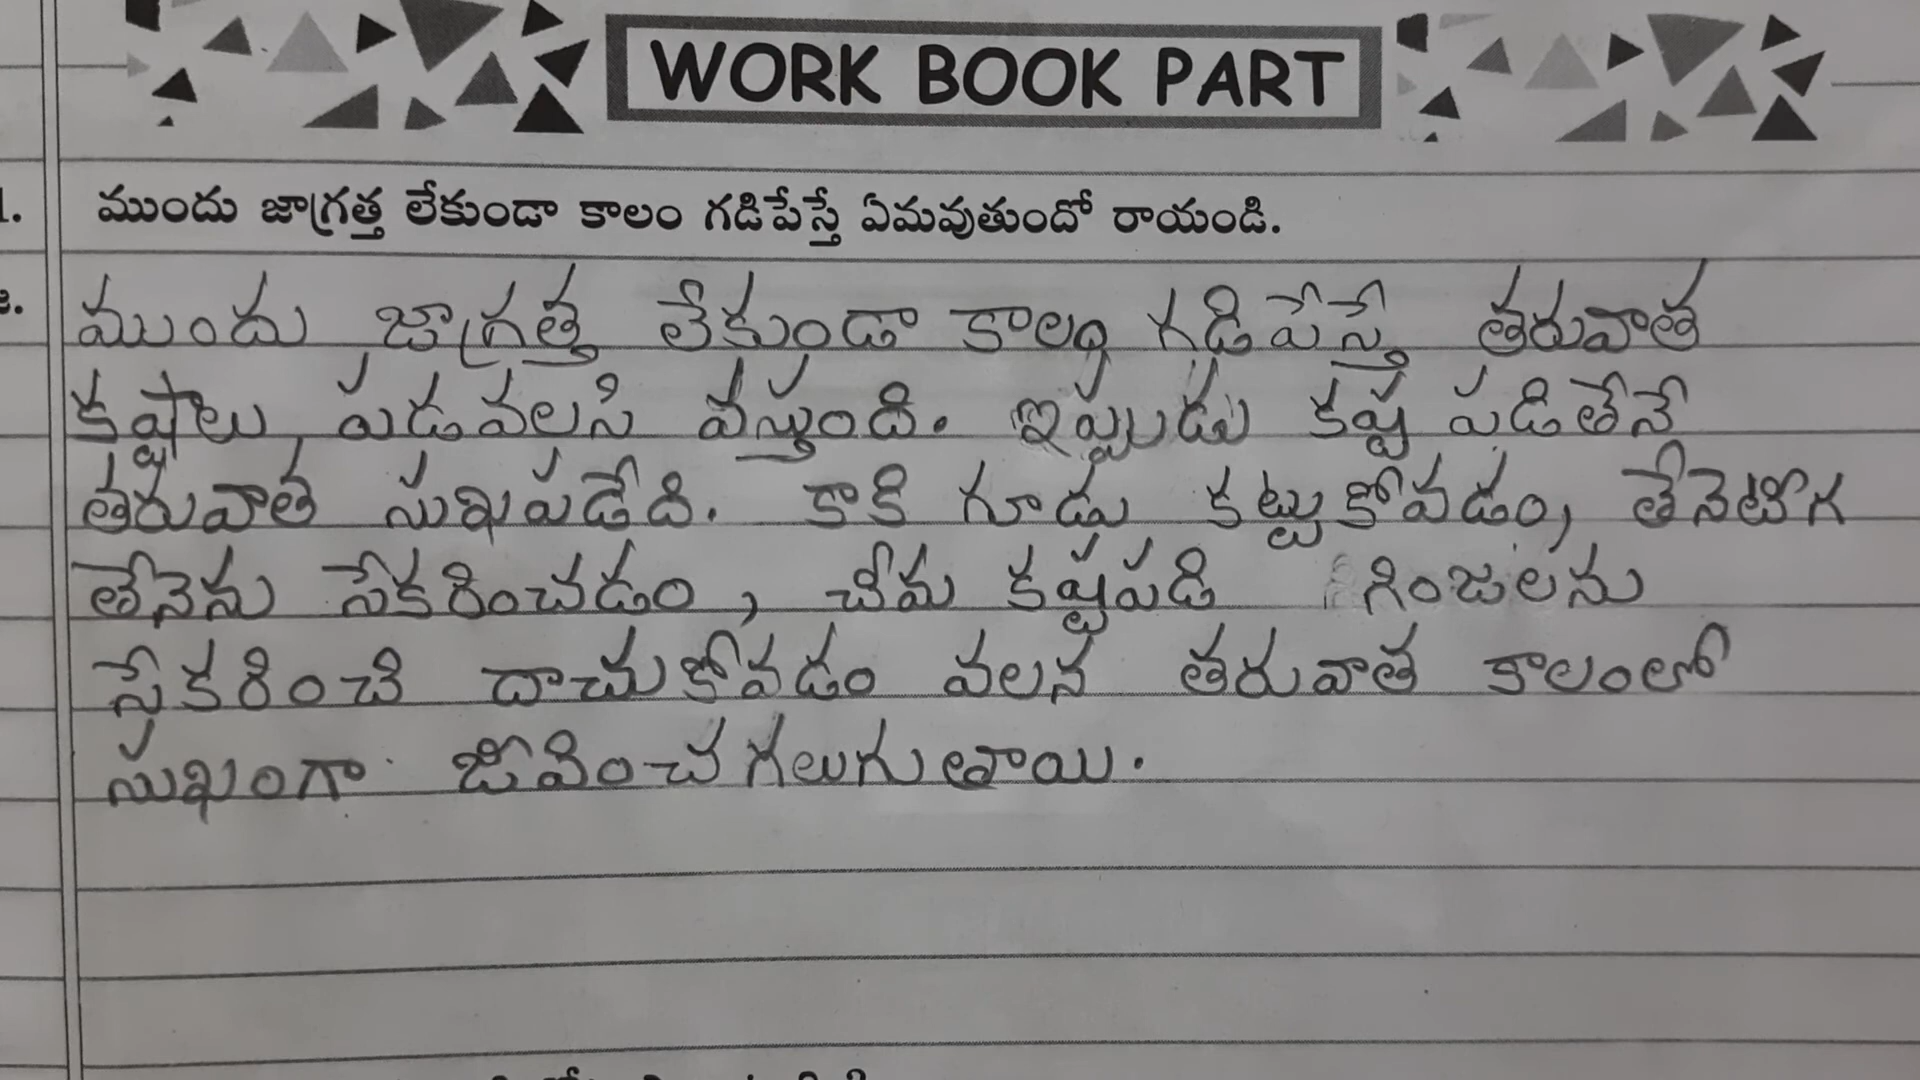 WORK BOOK PART
1. ముందు జాగ్రత్త లేకుండా కాలం గడిపేస్తే ఏమవుతుందో రాయండి.
ముందు జాగ్రత్త లేకుండా కాలం గడిపేస్తే తరువాత
కష్టాలు పడవలసి వస్తుంది. ఇప్పుడు కష్ట పడితేనే
తరువాత సుఖపడేది. కాకి గూడు కట్టుకోవడం, తేనెటీగ
తేనెను సేకరించడం, చీమ కష్టపడి గింజలను
సేకరించి దాచుకోవడం వలన తరువాత కాలంలో
సుఖంగా జీవించగలుగుతాయి.